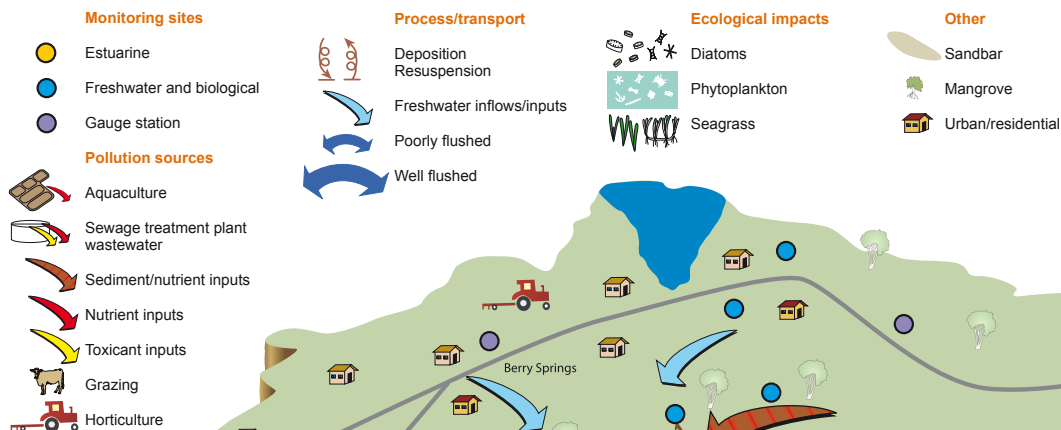 Monitoring sites
Estuarine
Freshwater and biological
Gauge station
Pollution sources
Aquaculture
Sewage treatment plant
wastewater
Sediment/nutrient inputs
Nutrient inputs
Toxicant inputs
Grazing
Horticulture
Process/transport
Deposition
Resuspension
Freshwater inflows/inputs
Poorly flushed
Well flushed
Ecological impacts
Diatoms
Phytoplankton
Seagrass
Other
Sandbar
Mangrove
Urban/residential
Berry Springs